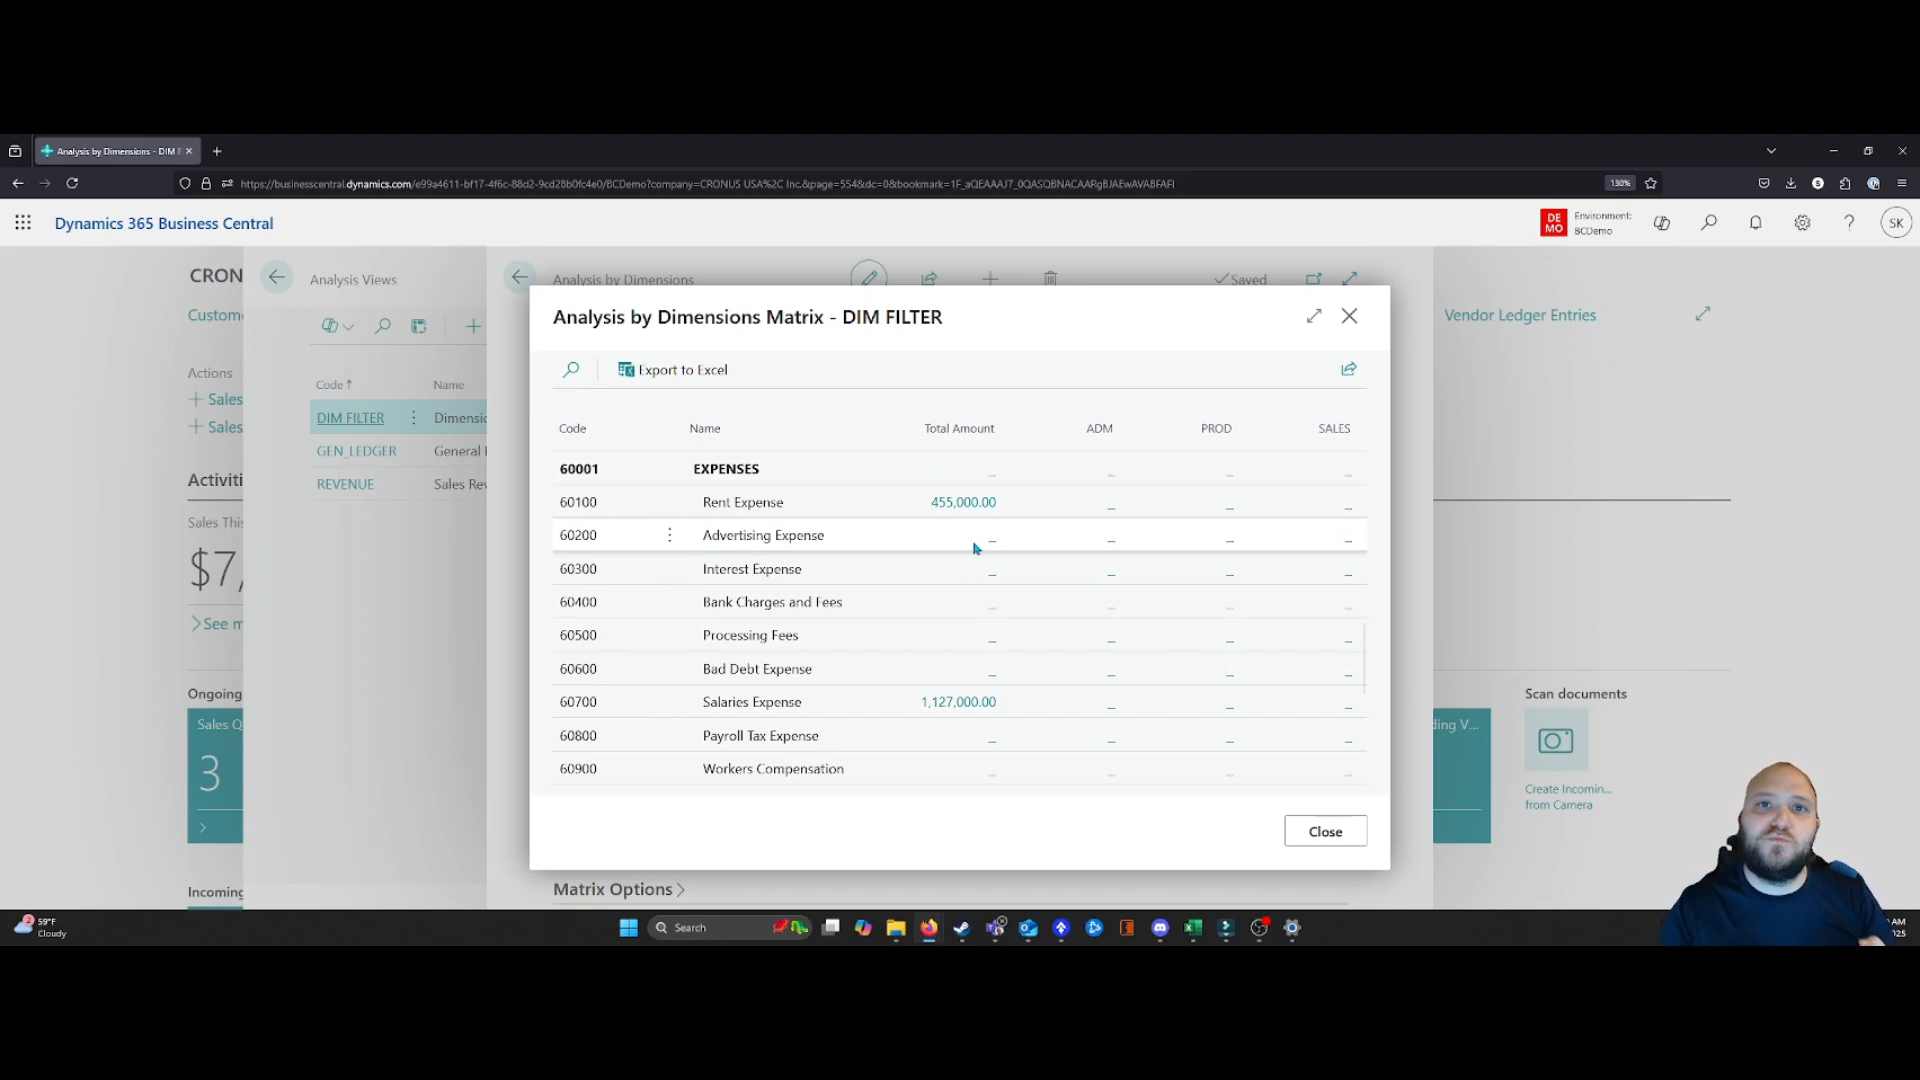 Analysis by Dimensions - DIM F
https://businesscentral.dynamics.com/e99a4611-bf17-4f6c-88d2-9cd28b0fc4e0/BCDemo?company=CRONUS USA%2C Inc.&page=554&dc=0&bookmark=1F_aQEAAAJ7_0QASQBNACAARgBJAEwAVABFAFI
130%
Dynamics 365 Business Central
DE MO
Environment:
BCDemo
SK
CRON
Analysis Views
Analysis by Dimensions
Saved
Custom
Vendor Ledger Entries
Actions
Sales
Sales
Code
Name
DIM FILTER
Dimensio
GEN_LEDGER
General
REVENUE
Sales Rev
Activiti
Sales This
$7,
See m
Ongoing
Sales Q
3
Incoming
Analysis by Dimensions Matrix - DIM FILTER
Export to Excel
Code Name Total Amount ADM PROD SALES
60001 EXPENSES _ _ _ _
60100 Rent Expense 455,000.00 _ _ _
60200 Advertising Expense _ _ _ _
60300 Interest Expense _ _ _ _
60400 Bank Charges and Fees _ _ _ _
60500 Processing Fees _ _ _ _
60600 Bad Debt Expense _ _ _ _
60700 Salaries Expense 1,127,000.00 _ _ _
60800 Payroll Tax Expense _ _ _ _
60900 Workers Compensation _ _ _ _
Close
Matrix Options
Scan documents
ding V...
Create Incomin...
from Camera
2
59°F
Cloudy
Search
AM
025